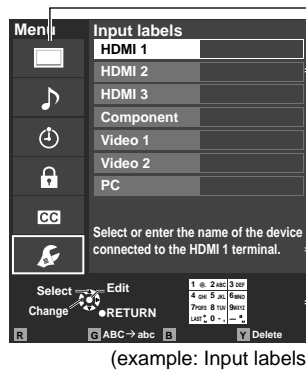 Menu
Input labels
HDMI 1
HDMI 2
HDMI 3
Component
Video 1
Video 2
PC
CC
Select or enter the name of the device
connected to the HDMI 1 terminal.
Select Edit
Change RETURN
1 @. 2 ABC 3 DEF
4 GHI 5 JKL 6 MNO
7 PQRS 8 TUV 9 WXYZ
LAST 0 - ,
R G ABC→abc B Y Delete
(example: Input labels